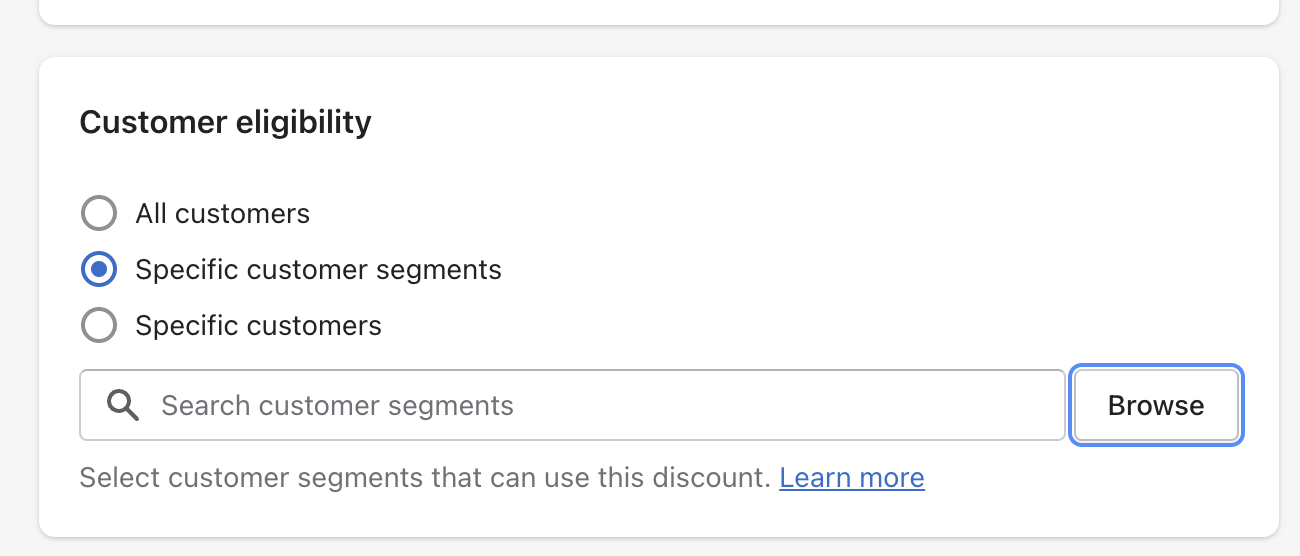 Customer eligibility
All customers
Specific customer segments
Specific customers
Search customer segments
Browse
Select customer segments that can use this discount. Learn more